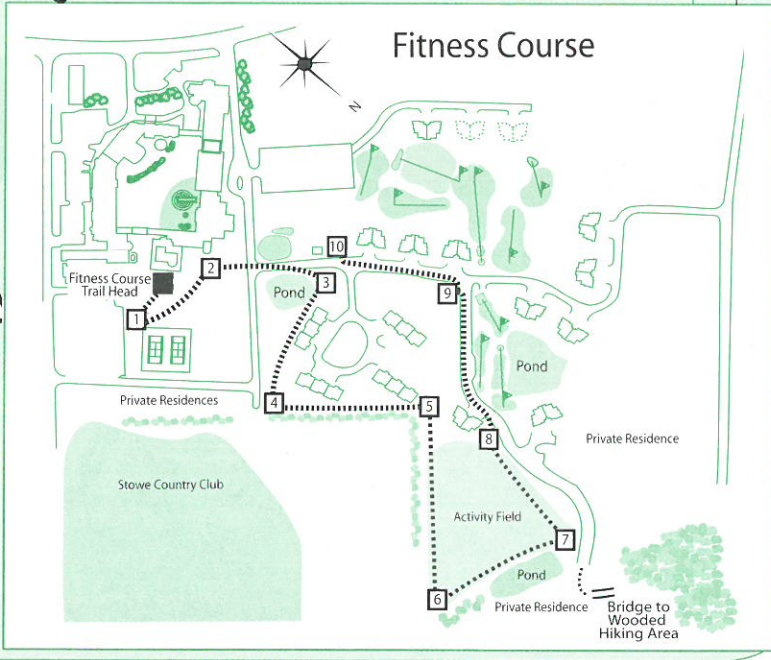 Fitness Course
N
10
2
Fitness Course
Trail Head
3
Pond
9
1
Pond
Private Residences
4
5
8
Private Residence
Stowe Country Club
Activity Field
7
Pond
6
Private Residence
Bridge to
Wooded
Hiking Area